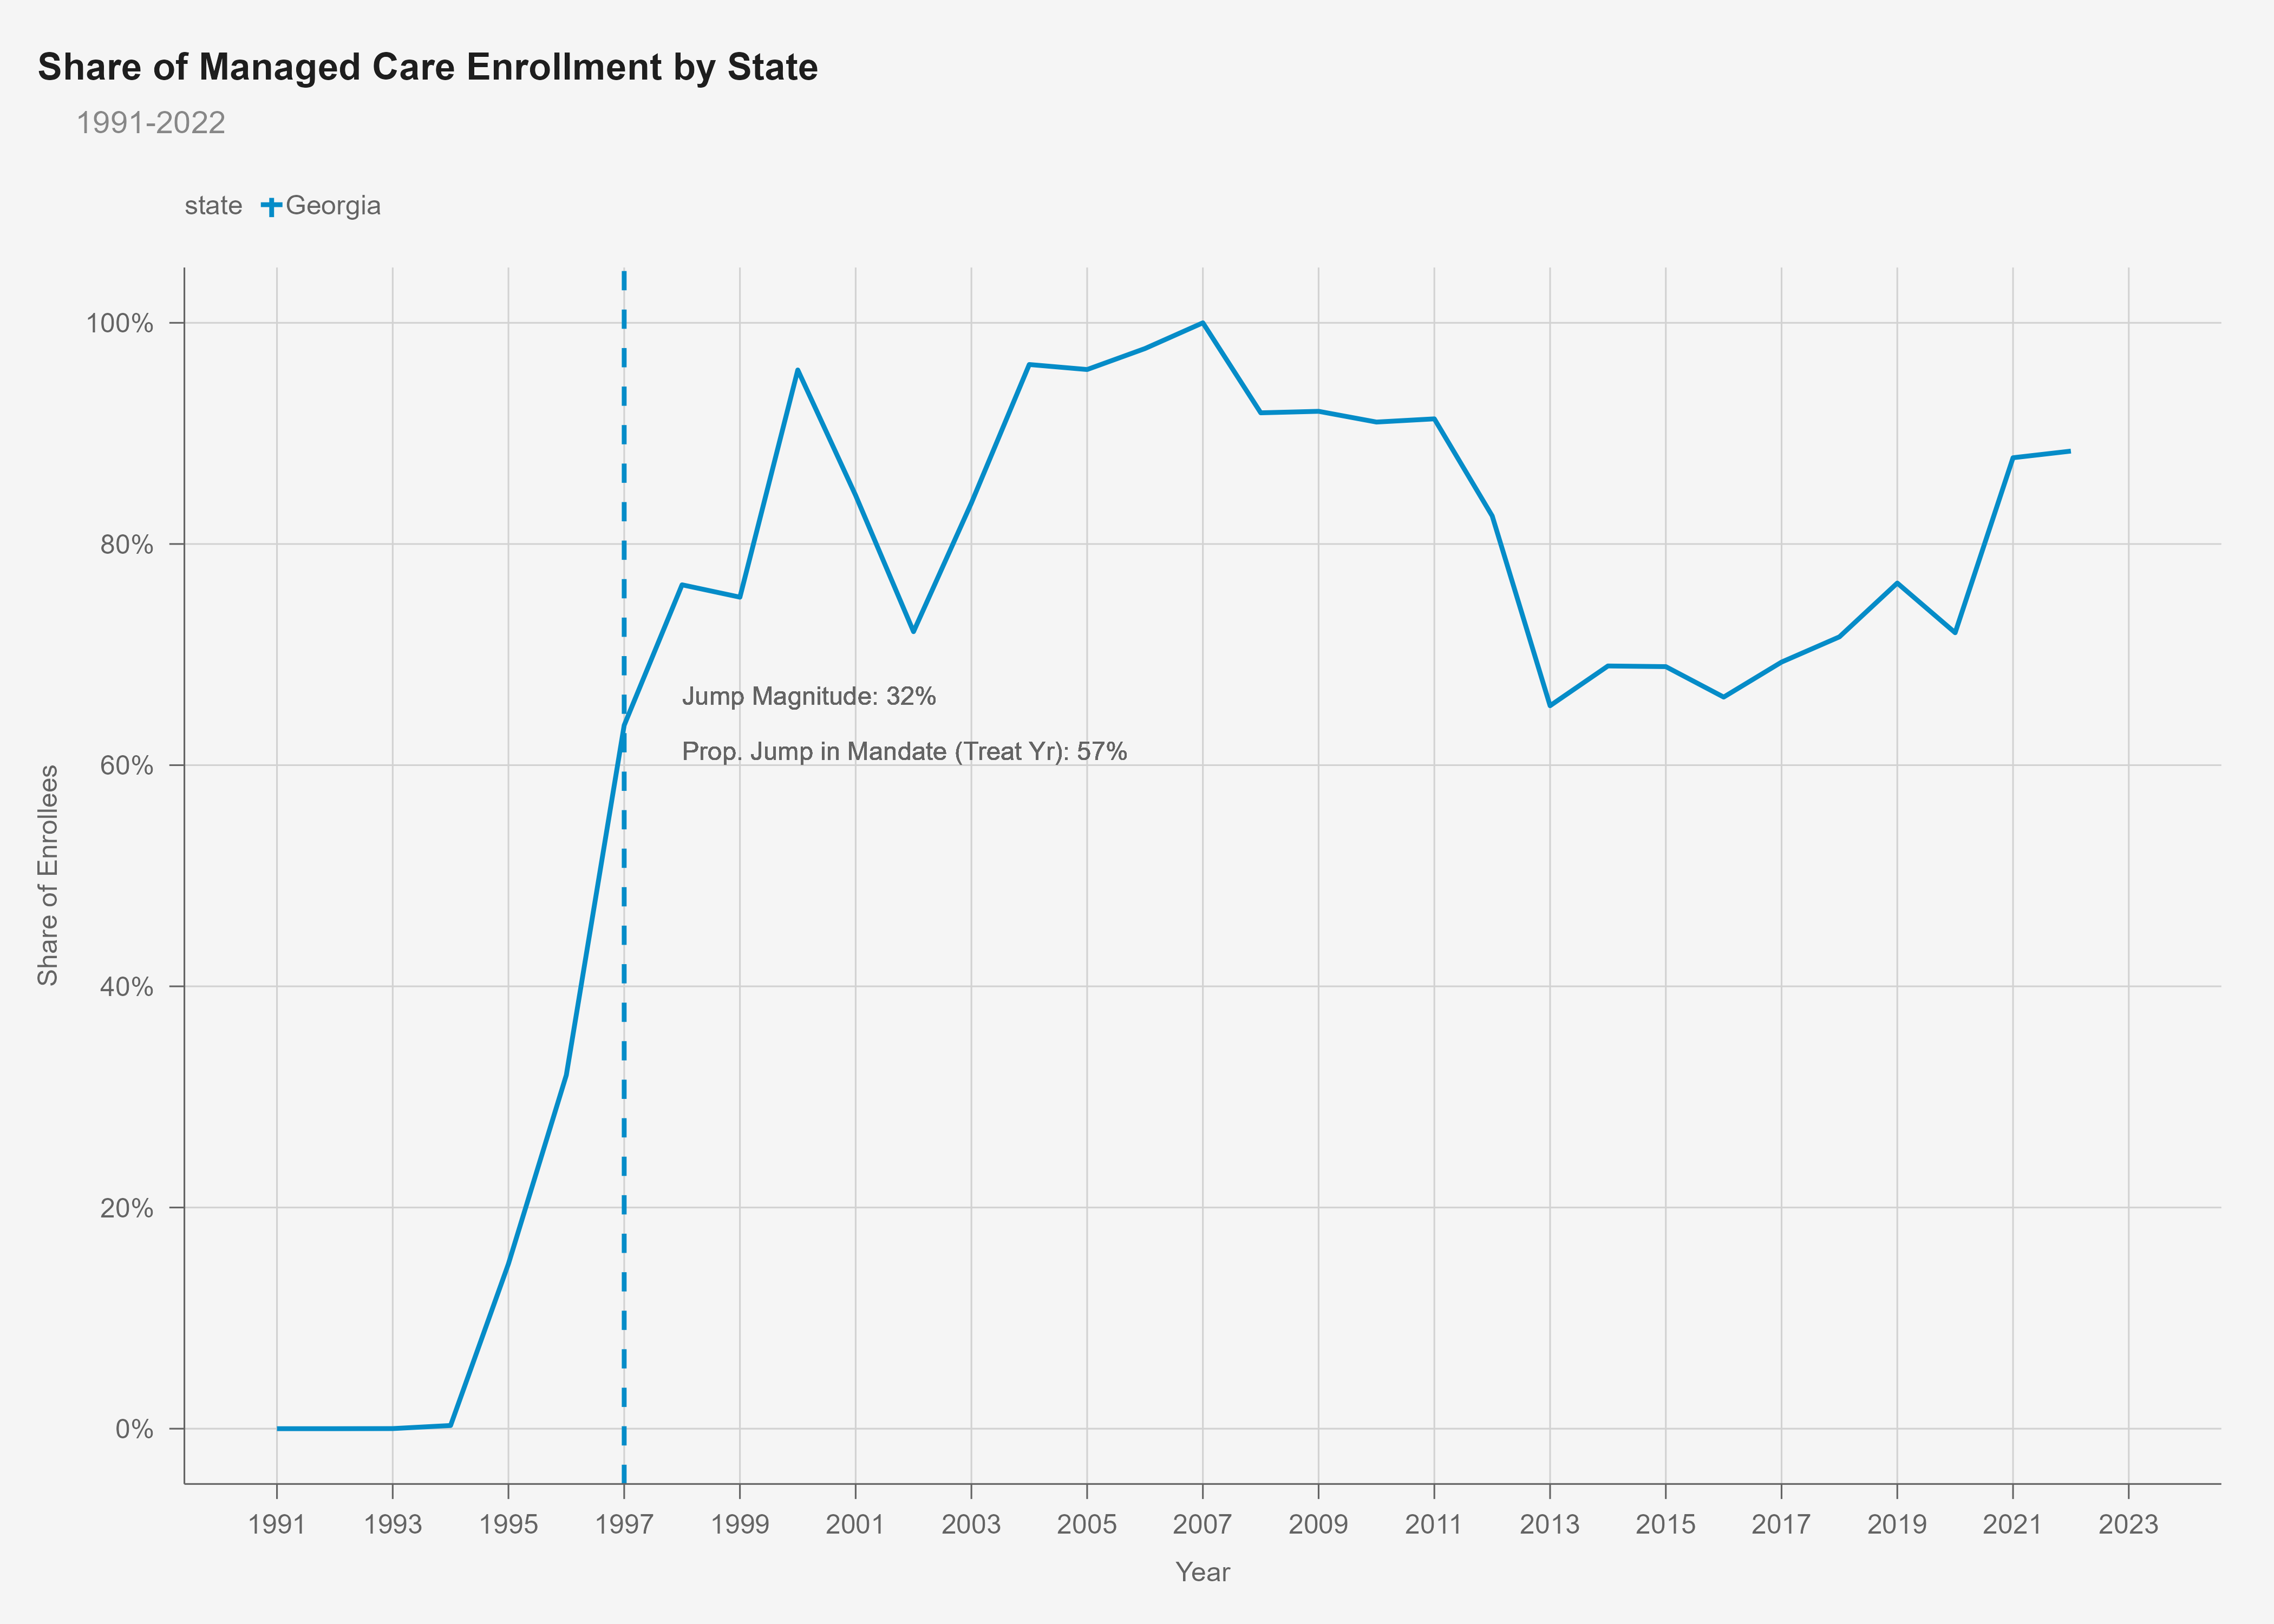 Share of Managed Care Enrollment by State
1991-2022
state Georgia
100%
80%
60%
40%
20%
0%
Share of Enrollees
Jump Magnitude: 32%
Prop. Jump in Mandate (Treat Yr): 57%
1991 1993 1995 1997 1999 2001 2003 2005 2007 2009 2011 2013 2015 2017 2019 2021 2023
Year